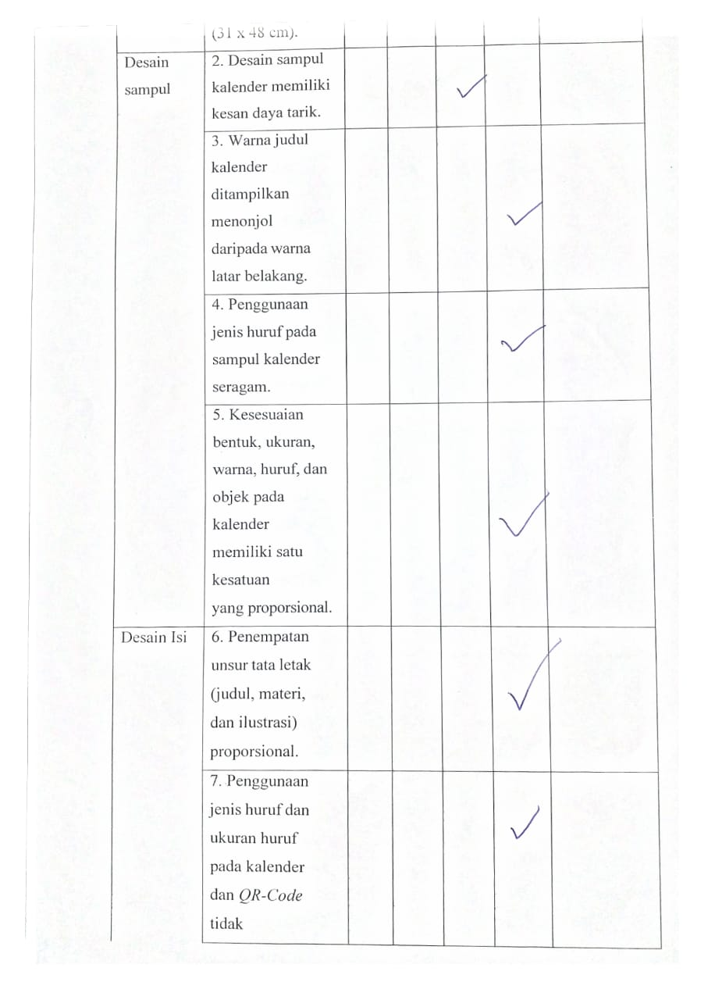 (31 x 48 cm).
Desain
sampul
2. Desain sampul
kalender memiliki
kesan daya tarik.
3. Warna judul
kalender
ditampilkan
menonjol
daripada warna
latar belakang.
4. Penggunaan
jenis huruf pada
sampul kalender
seragam.
5. Kesesuaian
bentuk, ukuran,
warna, huruf, dan
objek pada
kalender
memiliki satu
kesatuan
yang proporsional.
Desain Isi
6. Penempatan
unsur tata letak
(judul, materi,
dan ilustrasi)
proporsional.
7. Penggunaan
jenis huruf dan
ukuran huruf
pada kalender
dan QR-Code
tidak